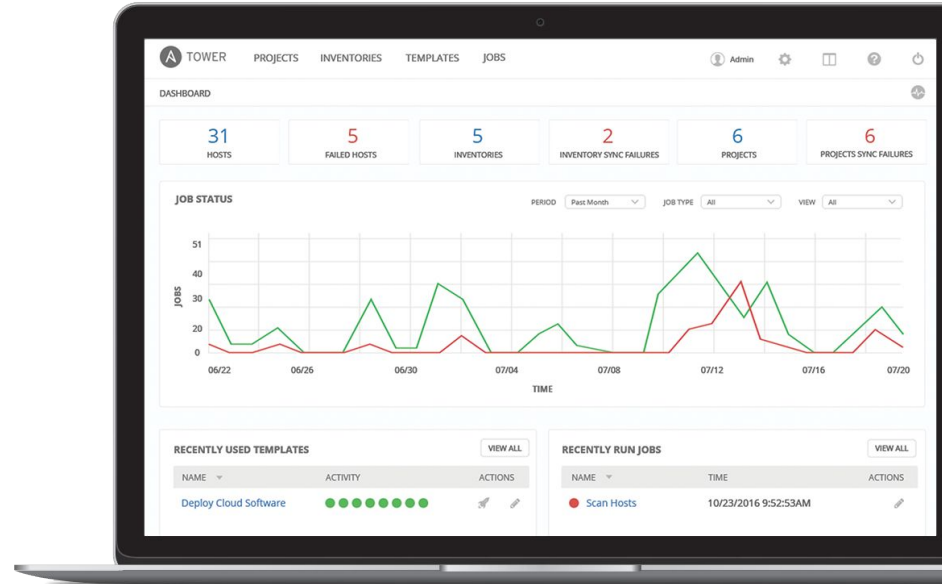 TOWER PROJECTS INVENTORIES TEMPLATES JOBS Admin
DASHBOARD
31 5 5 2 6 6
HOSTS FAILED HOSTS INVENTORIES INVENTORY SYNC FAILURES PROJECTS PROJECTS SYNC FAILURES
JOB STATUS PERIOD Past Month JOB TYPE All VIEW All
51
40
30
20
0
JOBS
06/22 06/26 06/30 07/04 07/08 07/12 07/16 07/20
TIME
RECENTLY USED TEMPLATES VIEW ALL RECENTLY RUN JOBS VIEW ALL
NAME ACTIVITY ACTIONS NAME TIME ACTIONS
Deploy Cloud Software Scan Hosts 10/23/2016 9:52:53AM